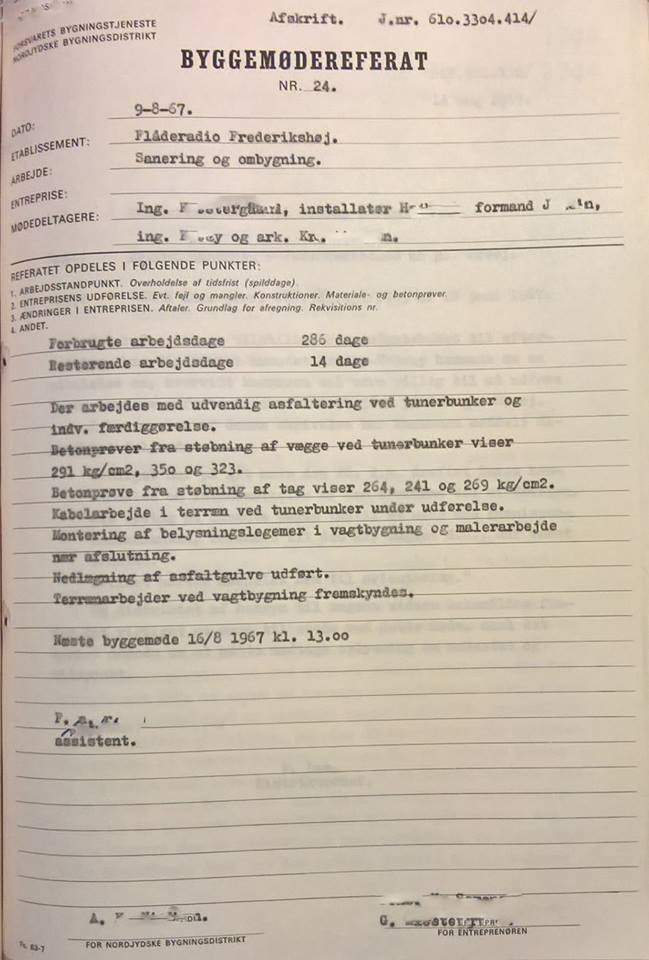 Afskrift. J.nr. 610.3304.414/
FORSVARETS BYGNINGSTJENESTE
NORDJYDSKE BYGNINGSDISTRIKT
BYGGEMØDEREFERAT
NR. 24.
DATO: 9-8-67.
ETABLISSEMENT: Flåderadio Frederikshøj.
ARBEJDE: Sanering og ombygning.
ENTREPRISE:
MØDEDELTAGERE: Ing. installatør formand
ing. og ark. Kr.
REFERATET OPDELES I FØLGENDE PUNKTER:
1. ARBEJDSSTANDPUNKT. Overholdelse af tidsfrist (spilddage).
2. ENTREPRISENS UDFØRELSE. Evt. fejl og mangler. Konstruktioner. Materiale- og betonprøver.
3. ÆNDRINGER I ENTREPRISEN. Aftaler. Grundlag for afregning. Rekvisitions nr.
4. ANDET.
Forbrugte arbejdsdage 286 dage
Resterende arbejdsdage 14 dage
Der arbejdes med udvendig asfaltering ved tunerbunker og
indv. færdiggørelse.
Betonprøver fra støbning af vægge ved tunerbunker viser
291 kg/cm2, 350 og 323.
Betonprøve fra støbning af tag viser 264, 241 og 269 kg/cm2.
Kabelarbejde i terræn ved tunerbunker under udførelse.
Montering af belysningslegemer i vagtbygning og malerarbejde
nær afslutning.
Nedlægning af asfaltgulve udført.
Terrænarbejder ved vagtbygning fremskyndes.
Næste byggemøde 16/8 1967 kl. 13.00
assistent.
A.
FOR NORDJYDSKE BYGNINGSDISTRIKT
G.
FOR ENTREPRENØREN